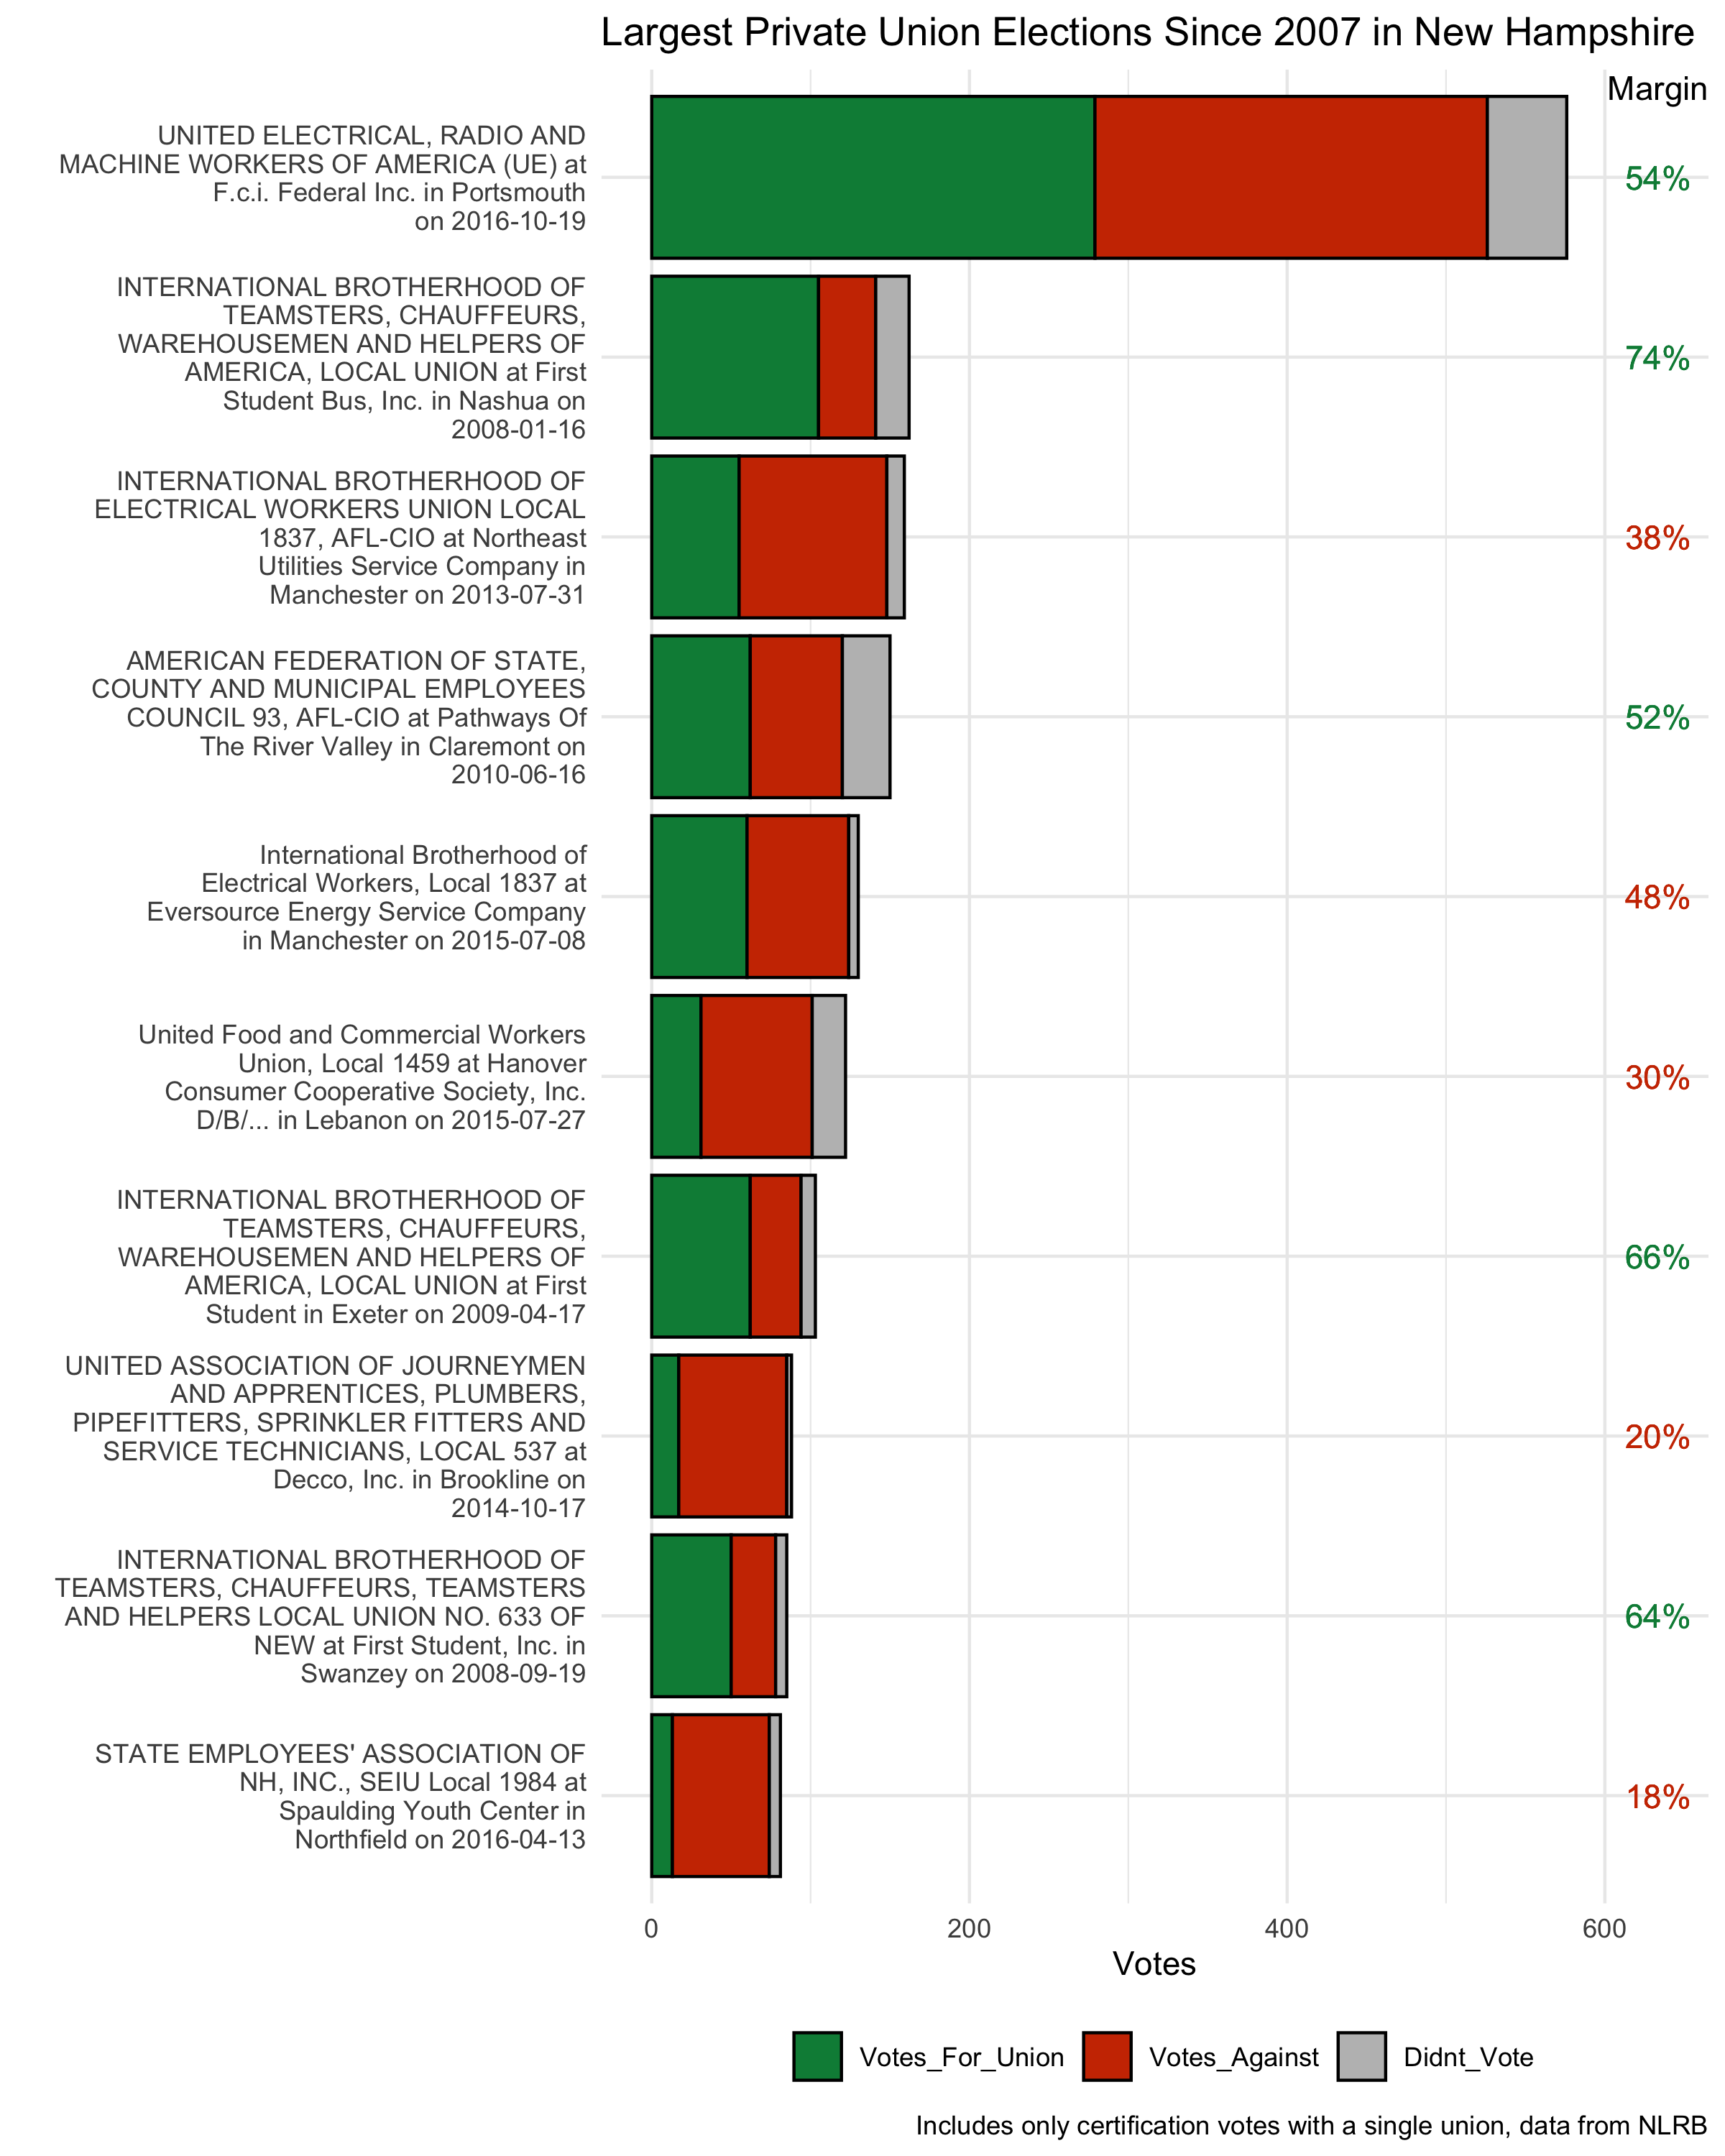 Largest Private Union Elections Since 2007 in New Hampshire
Margin
UNITED ELECTRICAL, RADIO AND
MACHINE WORKERS OF AMERICA (UE) at
F.c.i. Federal Inc. in Portsmouth
on 2016-10-19
54%
INTERNATIONAL BROTHERHOOD OF
TEAMSTERS, CHAUFFEURS,
WAREHOUSEMEN AND HELPERS OF
AMERICA, LOCAL UNION at First
Student Bus, Inc. in Nashua on
2008-01-16
74%
INTERNATIONAL BROTHERHOOD OF
ELECTRICAL WORKERS UNION LOCAL
1837, AFL-CIO at Northeast
Utilities Service Company in
Manchester on 2013-07-31
38%
AMERICAN FEDERATION OF STATE,
COUNTY AND MUNICIPAL EMPLOYEES
COUNCIL 93, AFL-CIO at Pathways Of
The River Valley in Claremont on
2010-06-16
52%
International Brotherhood of
Electrical Workers, Local 1837 at
Eversource Energy Service Company
in Manchester on 2015-07-08
48%
United Food and Commercial Workers
Union, Local 1459 at Hanover
Consumer Cooperative Society, Inc.
D/B/... in Lebanon on 2015-07-27
30%
INTERNATIONAL BROTHERHOOD OF
TEAMSTERS, CHAUFFEURS,
WAREHOUSEMEN AND HELPERS OF
AMERICA, LOCAL UNION at First
Student in Exeter on 2009-04-17
66%
UNITED ASSOCIATION OF JOURNEYMEN
AND APPRENTICES, PLUMBERS,
PIPEFITTERS, SPRINKLER FITTERS AND
SERVICE TECHNICIANS, LOCAL 537 at
Decco, Inc. in Brookline on
2014-10-17
20%
INTERNATIONAL BROTHERHOOD OF
TEAMSTERS, CHAUFFEURS, TEAMSTERS
AND HELPERS LOCAL UNION NO. 633 OF
NEW at First Student, Inc. in
Swanzey on 2008-09-19
64%
STATE EMPLOYEES' ASSOCIATION OF
NH, INC., SEIU Local 1984 at
Spaulding Youth Center in
Northfield on 2016-04-13
18%
0 200 400 600
Votes
Votes_For_Union Votes_Against Didnt_Vote
Includes only certification votes with a single union, data from NLRB